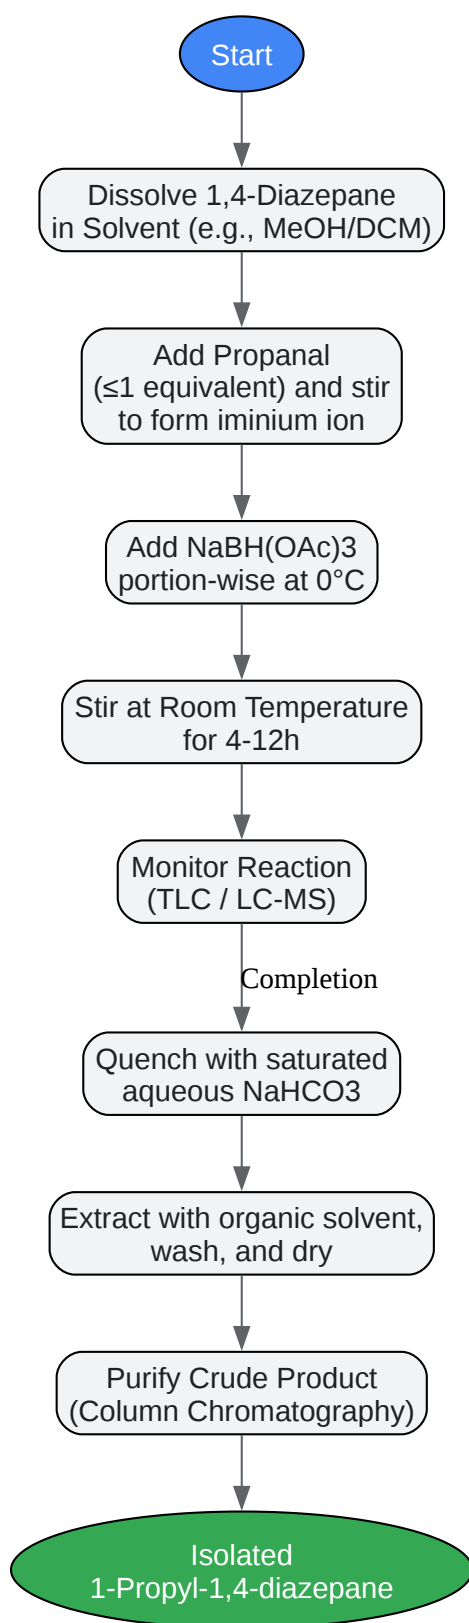 Start
Dissolve 1,4-Diazepane
in Solvent (e.g., MeOH/DCM)
Add Propanal
(≤1 equivalent) and stir
to form iminium ion
Add NaBH(OAc)3
portion-wise at 0°C
Stir at Room Temperature
for 4-12h
Monitor Reaction
(TLC / LC-MS)
Completion
Quench with saturated
aqueous NaHCO3
Extract with organic solvent,
wash, and dry
Purify Crude Product
(Column Chromatography)
Isolated
1-Propyl-1,4-diazepane